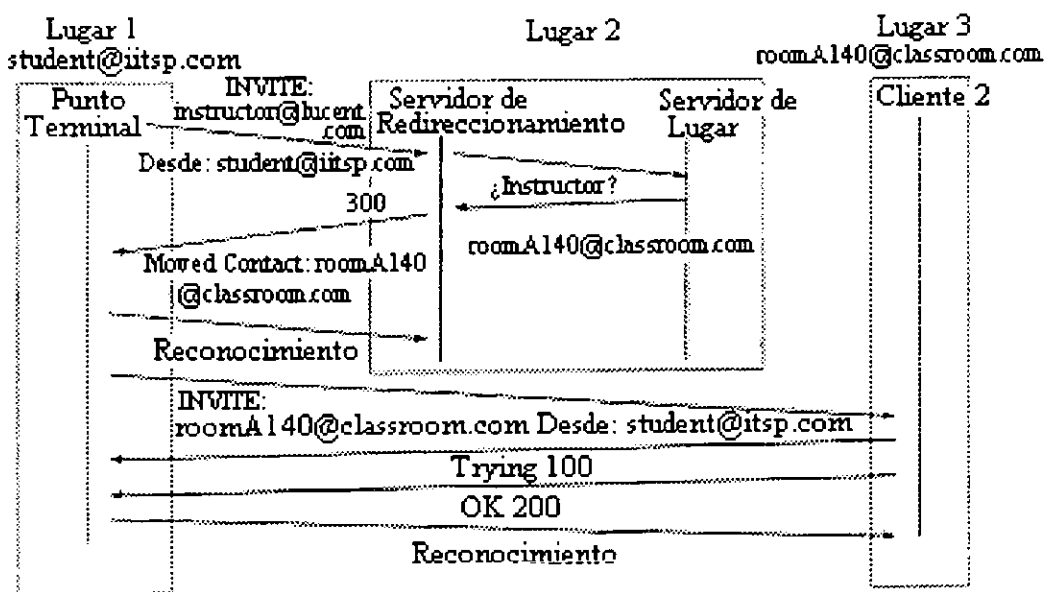 Lugar 1
student@iitsp.com
Lugar 2
Lugar 3
roomA140@classroom.com
Punto
Terminal
INVITE:
instructor@lucent
.com
Desde: student@iitsp.com
Servidor de
Redireccionamiento
Servidor de
Lugar
Cliente 2
¿Instructor?
300
roomA140@classroom.com
Moved Contact: roomA140
@classroom.com
Reconocimiento
INVITE:
roomA140@classroom.com Desde: student@itsp.com
Trying 100
OK 200
Reconocimiento